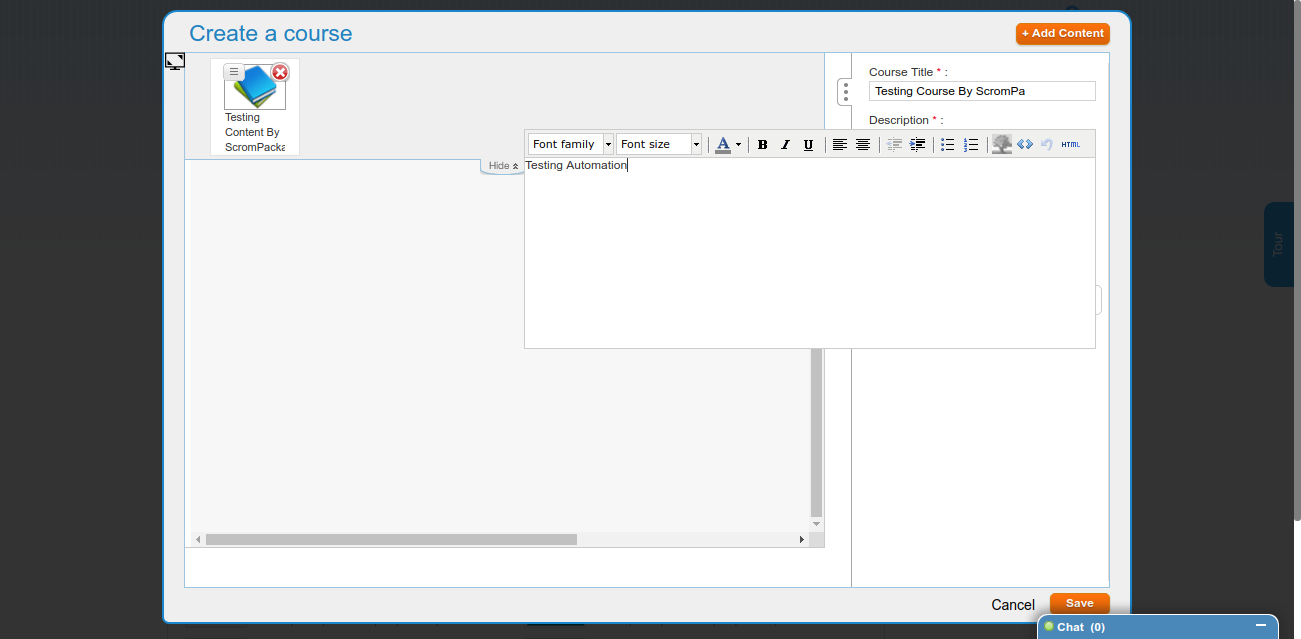 Create a course
+ Add Content
Testing
Content By
ScromPacka
Course Title * :
Testing Course By ScromPa
Description * :
Font family
Font size
A
B I U
HTML
Hide
Testing Automation
Tour
Cancel
Save
Chat (0)